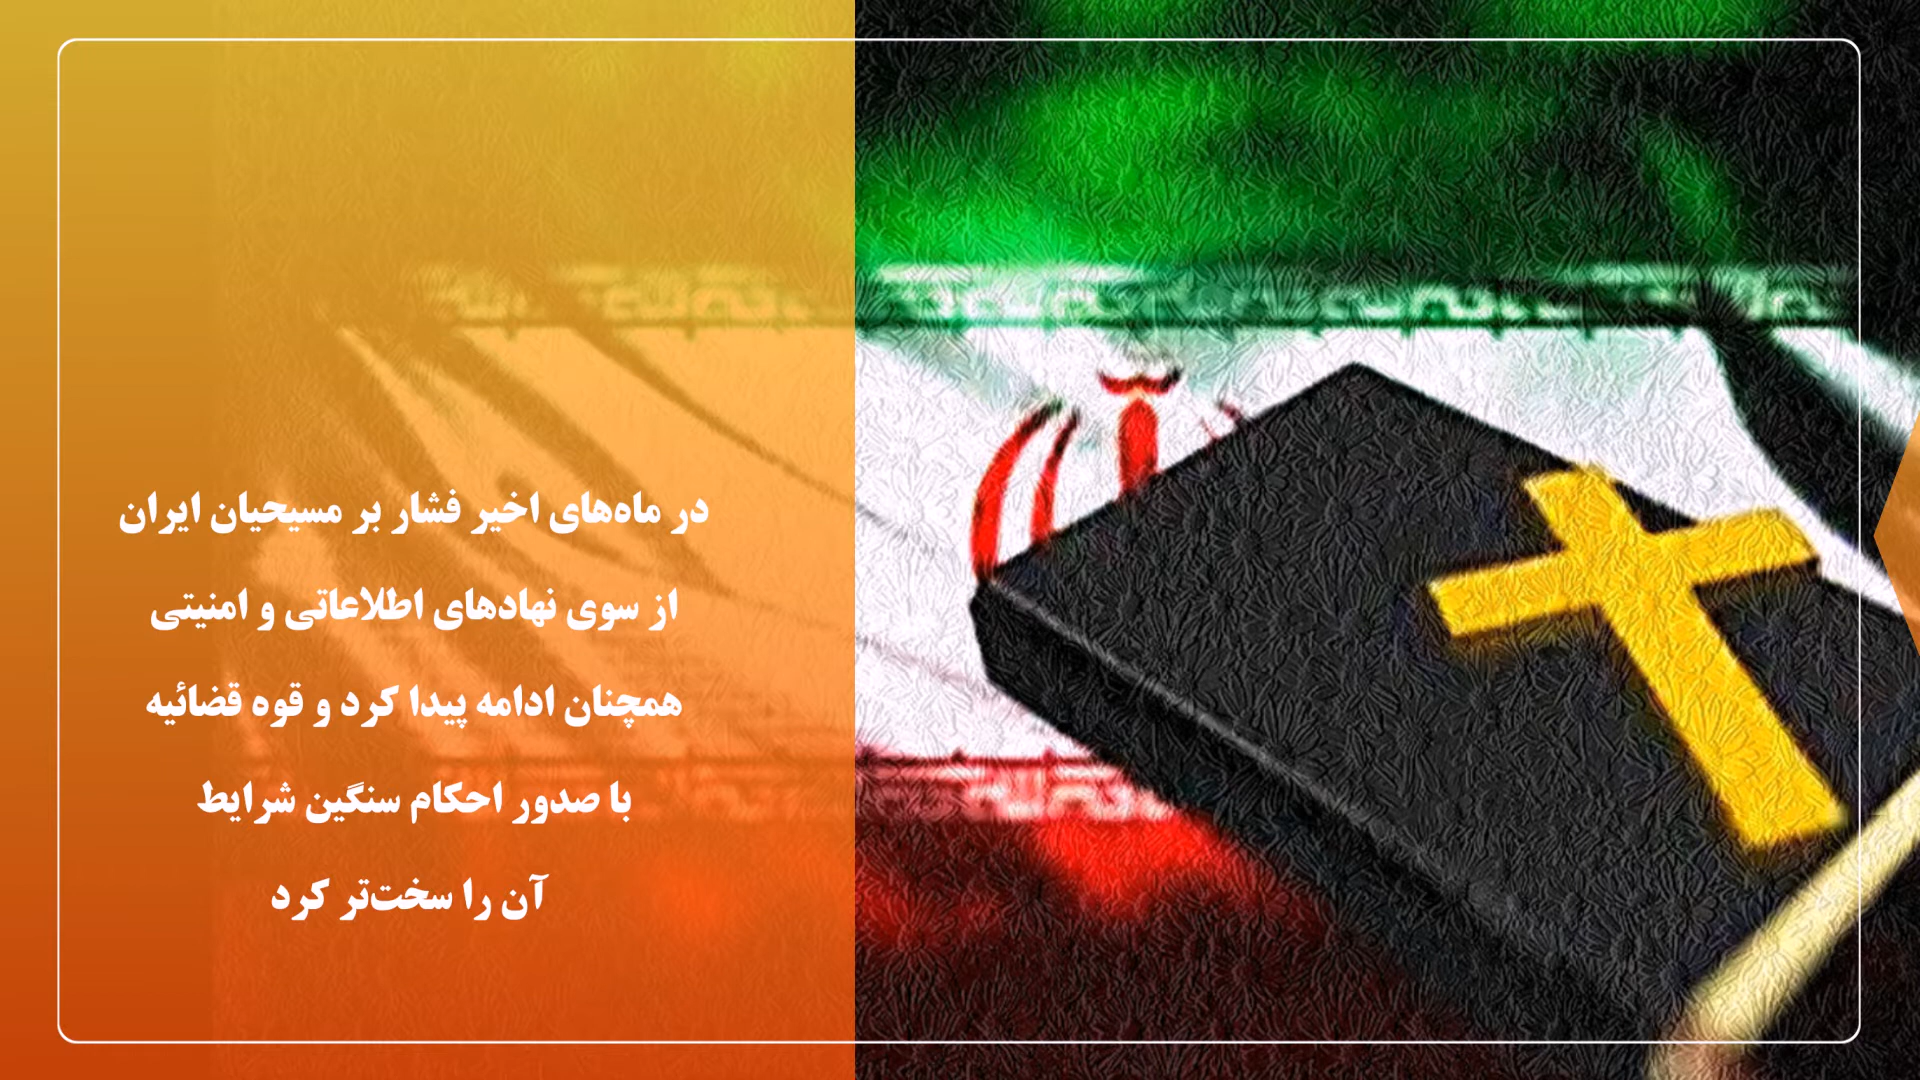 در ماه‌های اخیر فشار بر مسیحیان ایران
از سوی نهادهای اطلاعاتی و امنیتی
همچنان ادامه پیدا کرد و قوه قضائیه
با صدور احکام سنگین شرایط
آن را سخت‌تر کرد